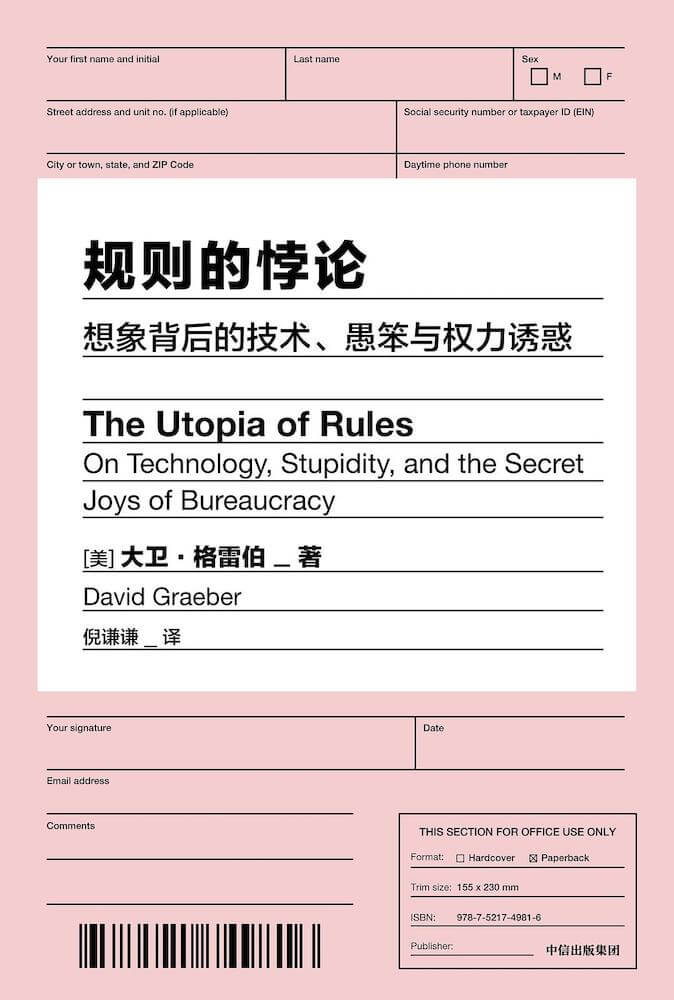 Your first name and initial
Last name
Sex
M
F
Street address and unit no. (if applicable)
Social security number or taxpayer ID (EIN)
City or town, state, and ZIP Code
Daytime phone number
规则的悖论
想象背后的技术、愚笨与权力诱惑
The Utopia of Rules
On Technology, Stupidity, and the Secret
Joys of Bureaucracy
[美] 大卫·格雷伯 _ 著
David Graeber
倪谦谦 _ 译
Your signature
Date
Email address
Comments
THIS SECTION FOR OFFICE USE ONLY
Format: ☐ Hardcover ☒ Paperback
Trim size: 155 x 230 mm
ISBN: 978-7-5217-4981-6
Publisher: 中信出版集团